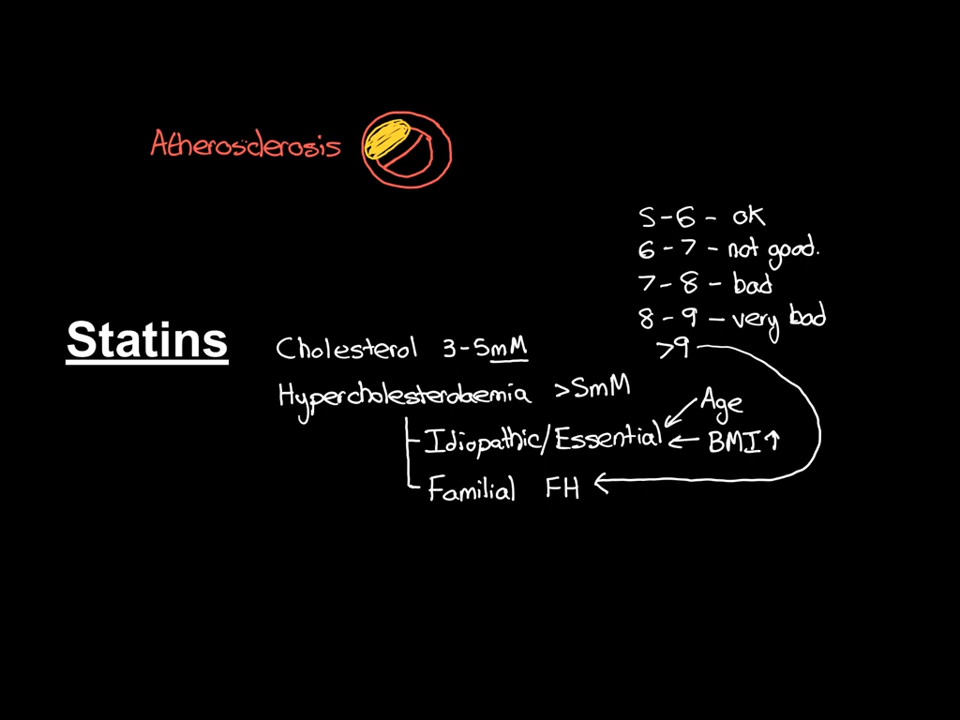 Atherosclerosis
5-6 - ok
6-7 - not good.
7-8 - bad
8-9 - very bad
>9
Statins
Cholesterol 3-5mM
Hypercholesterolaemia >5mM
Age
Idiopathic/Essential
BMI↑
Familial FH